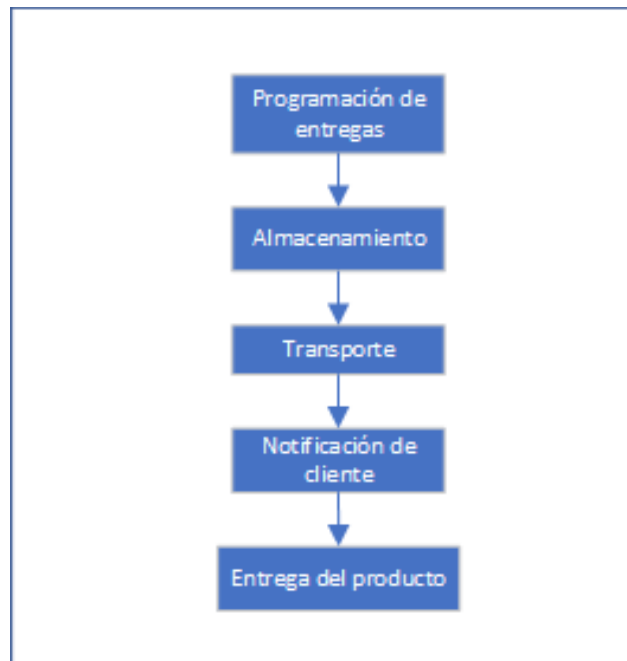 Programación de
entregas
Almacenamiento
Transporte
Notificación de
cliente
Entrega del producto